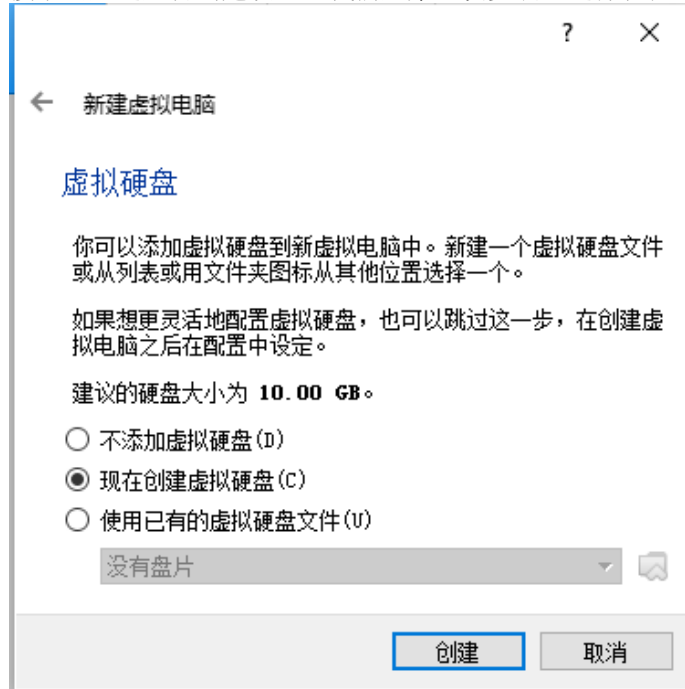 ?
新建虚拟电脑
虚拟硬盘
你可以添加虚拟硬盘到新虚拟电脑中。新建一个虚拟硬盘文件
或从列表或用文件夹图标从其他位置选择一个。
如果想更灵活地配置虚拟硬盘，也可以跳过这一步，在创建虚
拟电脑之后在配置中设定。
建议的硬盘大小为 10.00 GB。
不添加虚拟硬盘(D)
现在创建虚拟硬盘(C)
使用已有的虚拟硬盘文件(U)
没有盘片
创建 取消